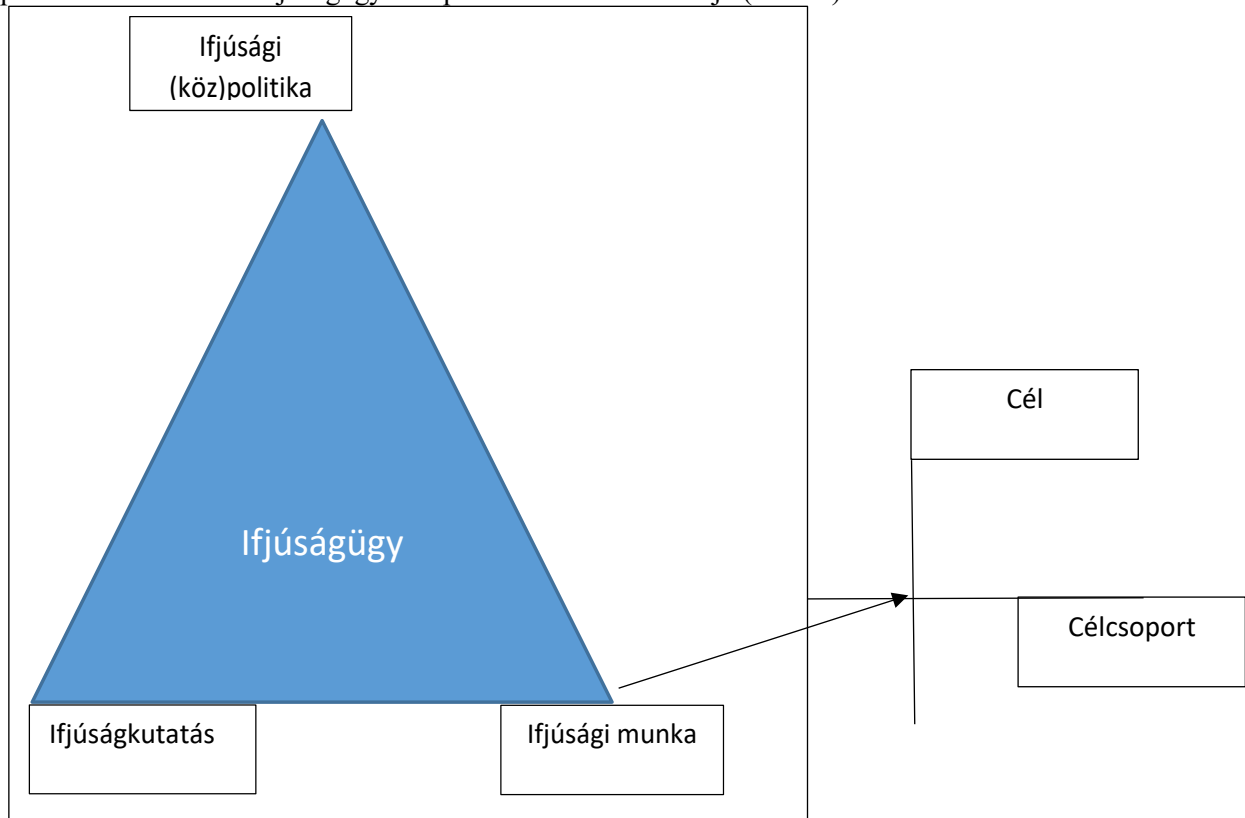 Ifjúsági
(köz)politika
Cél
Ifjúságügy
Célcsoport
Ifjúságkutatás
Ifjúsági munka